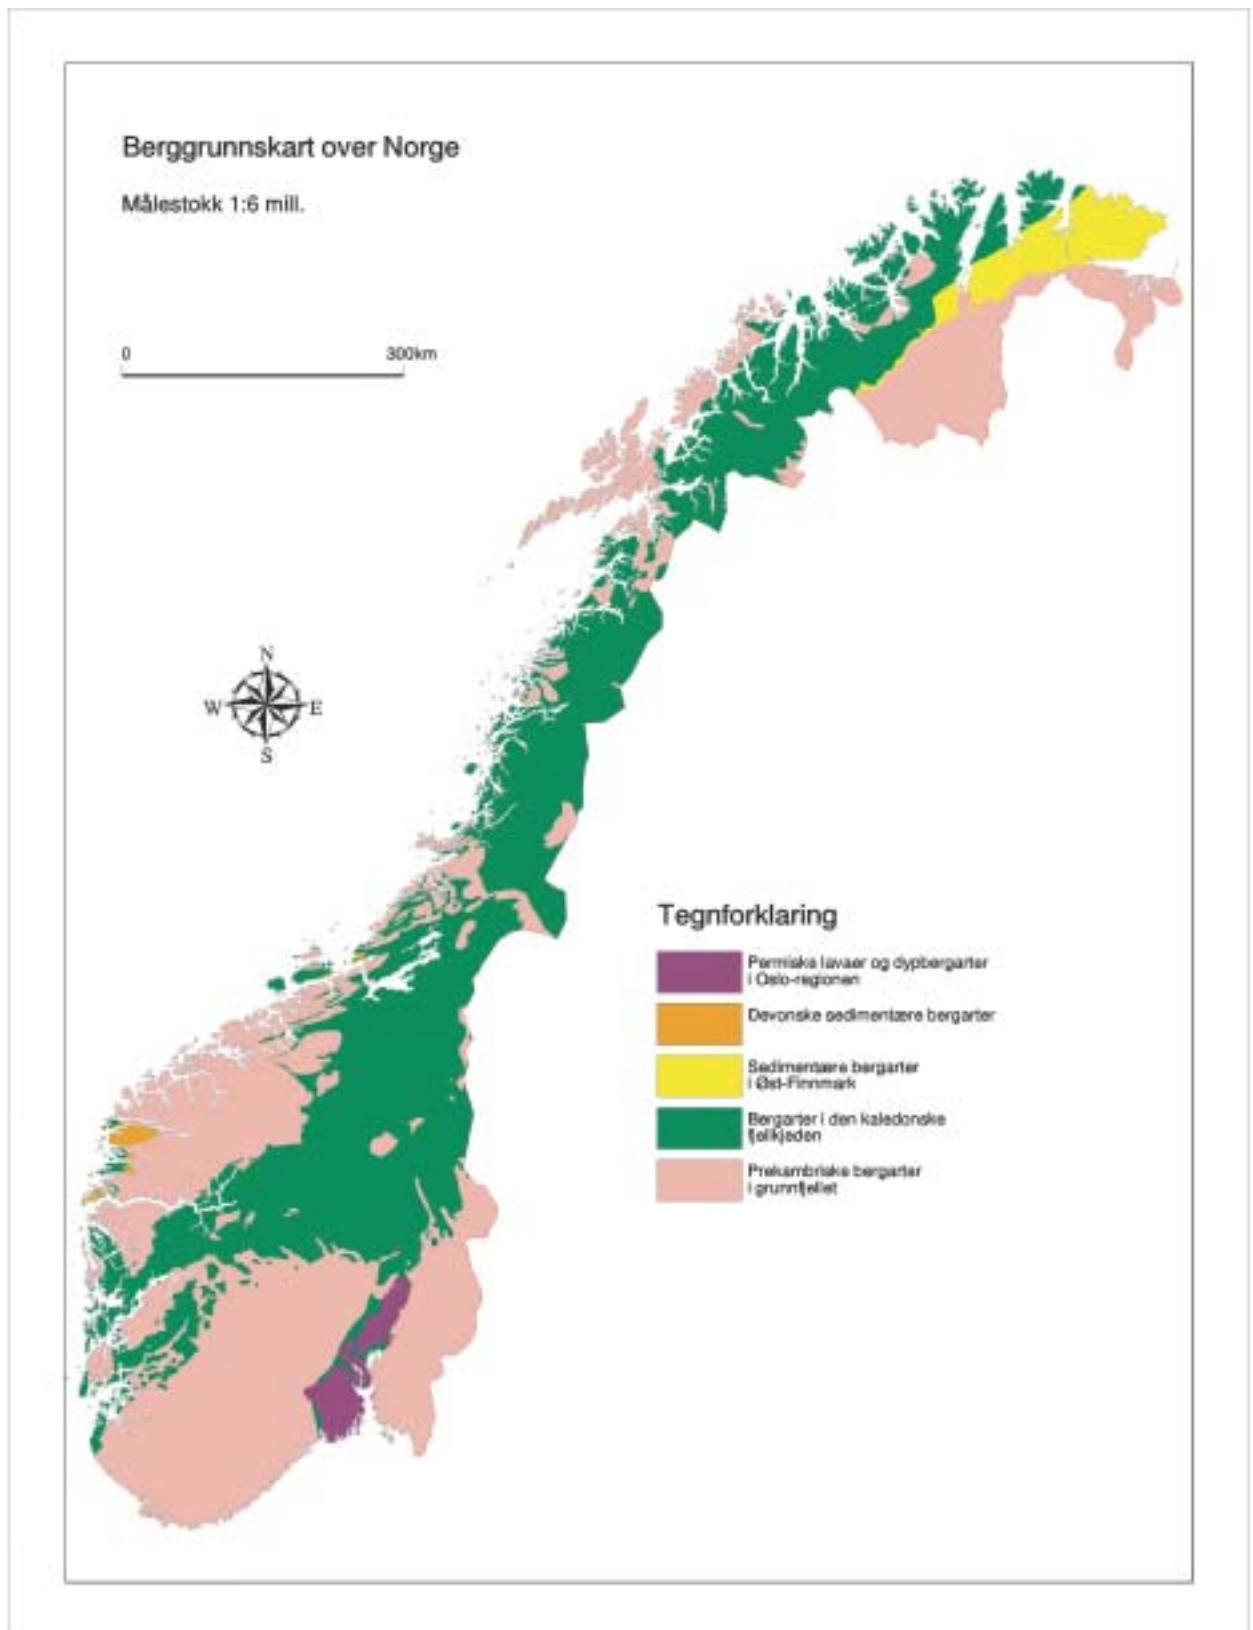 Berggrunnskart over Norge
Målestokk 1:6 mill.
0 300km
N
W E
S
Tegnforklaring
Permiske lavaer og dypbergarter
i Oslo-regionen
Devonske sedimentære bergarter
Sedimentære bergarter
i Øst-Finnmark
Bergarter i den kaledonske
fjellkjeden
Prekambriske bergarter
i grunnfjellet